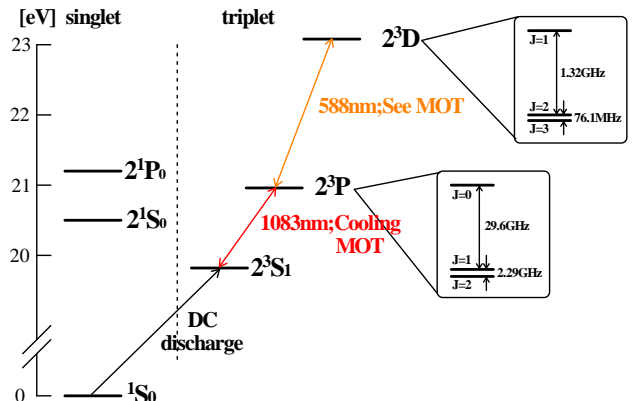 [eV]
singlet
triplet
23
22
21
20
0
2³D
588nm;See MOT
2¹P₀
2¹S₀
2³P
1083nm;Cooling
MOT
2³S₁
DC
discharge
¹S₀
J=1
1.32GHz
J=2
76.1MHz
J=3
J=0
29.6GHz
J=1
2.29GHz
J=2